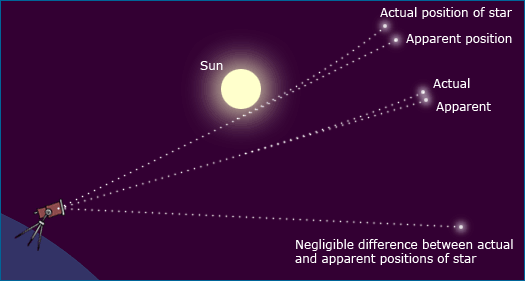 Actual position of star
Apparent position
Sun
Actual
Apparent
Negligible difference between actual
and apparent positions of star